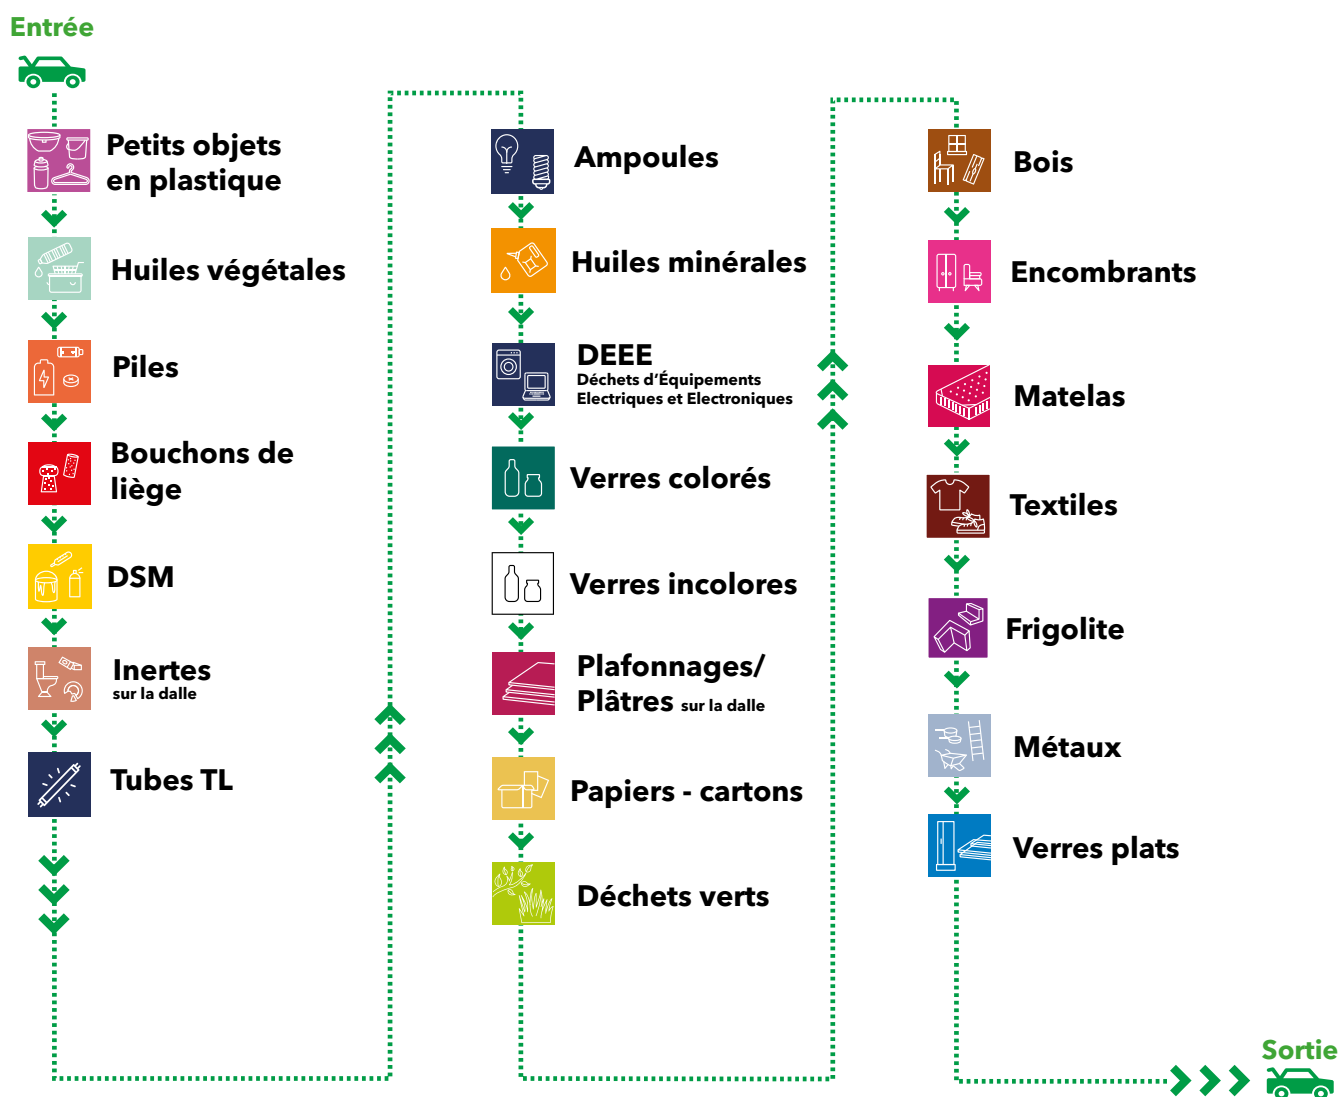 Entrée
Petits objets
en plastique
Huiles végétales
Piles
Bouchons de
liège
DSM
Inertes
sur la dalle
Tubes TL
Ampoules
Huiles minérales
DEEE
Déchets d'Équipements
Electriques et Electroniques
Verres colorés
Verres incolores
Plafonnages/
Plâtres sur la dalle
Papiers - cartons
Déchets verts
Bois
Encombrants
Matelas
Textiles
Frigolite
Métaux
Verres plats
Sortie